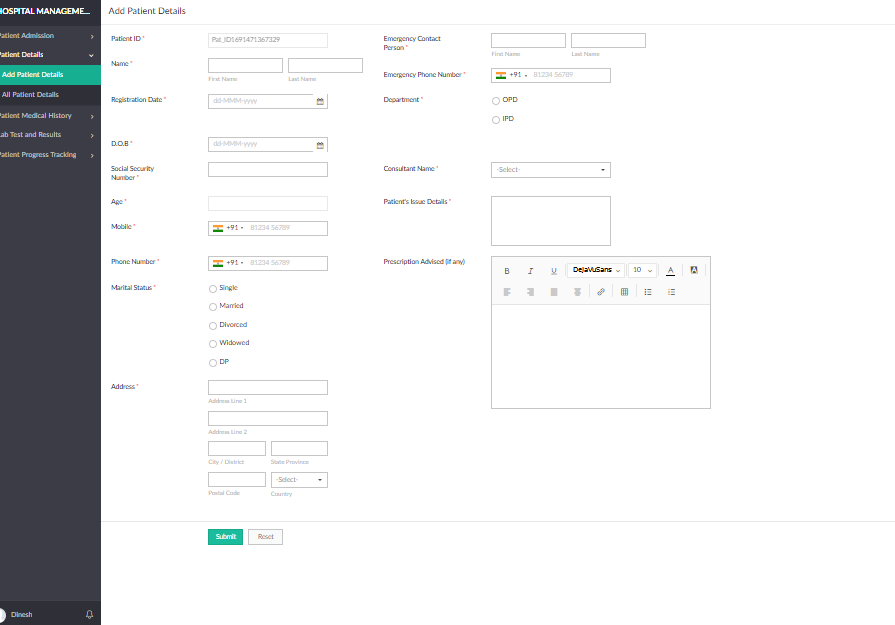 HOSPITAL MANAGEME...
Patient Admission
Patient Details
Add Patient Details
All Patient Details
Patient Medical History
Lab Test and Results
Patient Progress Tracking
Dinesh
Add Patient Details
Patient ID *
Pat_ID1691471367329
Name *
First Name
Last Name
Registration Date *
dd-MMM-yyyy
D.O.B *
dd-MMM-yyyy
Social Security
Number *
Age *
Mobile *
+91
81234 56789
Phone Number *
+91
81234 56789
Marital Status *
Single
Married
Divorced
Widowed
DP
Address *
Address Line 1
Address Line 2
City / District
State Province
Postal Code
-Select-
Country
Emergency Contact
Person *
First Name
Last Name
Emergency Phone Number *
+91
81234 56789
Department *
OPD
IPD
Consultant Name *
-Select-
Patient's Issue Details *
Prescription Advised (if any)
B I U DejaVuSans 10 A A
Submit
Reset